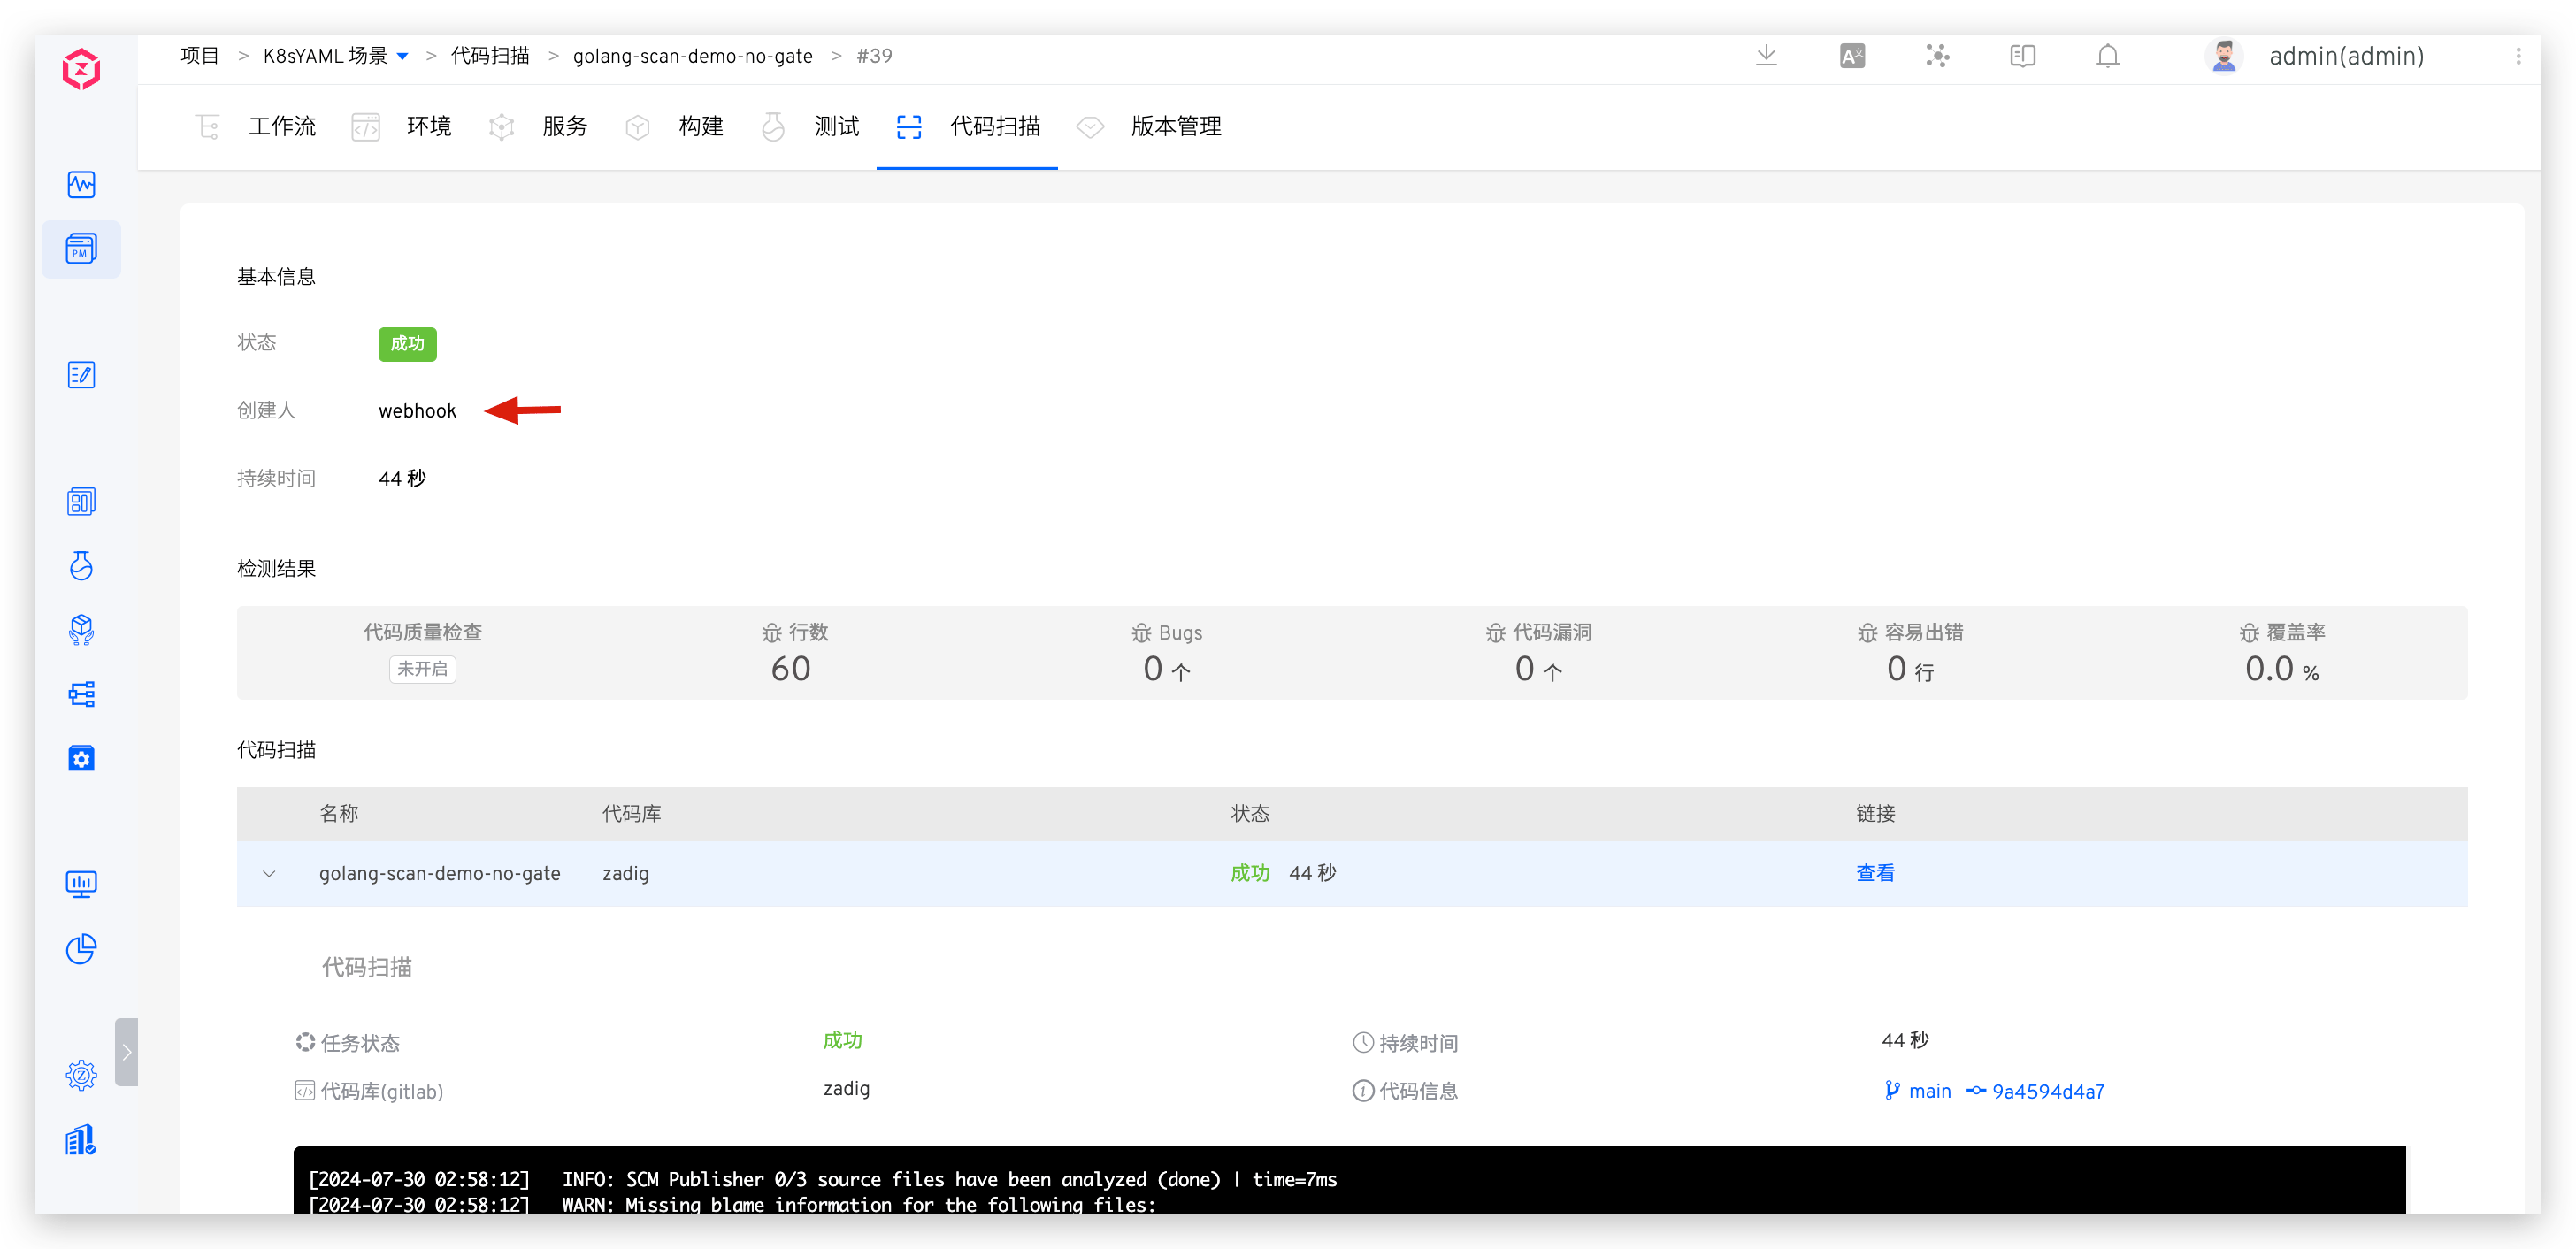 项目 > K8sYAML 场景 > 代码扫描 > golang-scan-demo-no-gate > #39
admin(admin)
工作流 环境 服务 构建 测试 代码扫描 版本管理
PM
基本信息
状态 成功
创建人 webhook
持续时间 44 秒
检测结果
代码质量检查 行数 Bugs 代码漏洞 容易出错 覆盖率
未开启 60 0 个 0 个 0 行 0.0 %
代码扫描
名称 代码库 状态 链接
golang-scan-demo-no-gate zadig 成功 44 秒 查看
代码扫描
任务状态 成功 持续时间 44 秒
代码库(gitlab) zadig 代码信息 main 9a4594d4a7
[2024-07-30 02:58:12] INFO: SCM Publisher 0/3 source files have been analyzed (done) | time=7ms
[2024-07-30 02:58:12] WARN: Missing blame information for the following files: